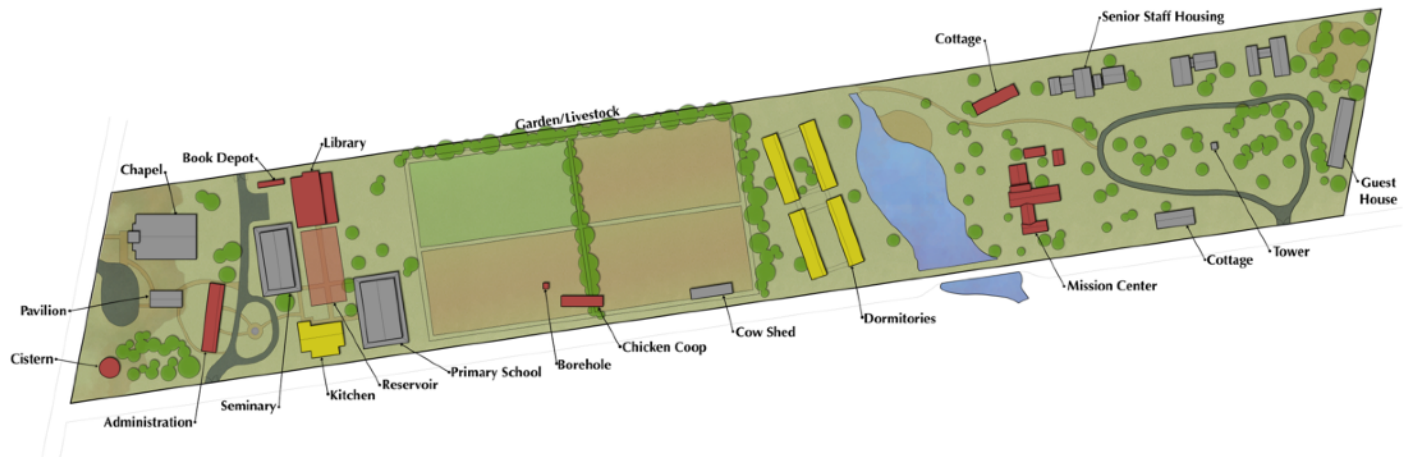 Senior Staff Housing
Cottage
Garden/Livestock
Library
Book Depot
Chapel
Guest
House
Tower
Cottage
Mission Center
Pavilion
Dormitories
Cow Shed
Chicken Coop
Cistern
Borehole
Primary School
Reservoir
Kitchen
Seminary
Administration